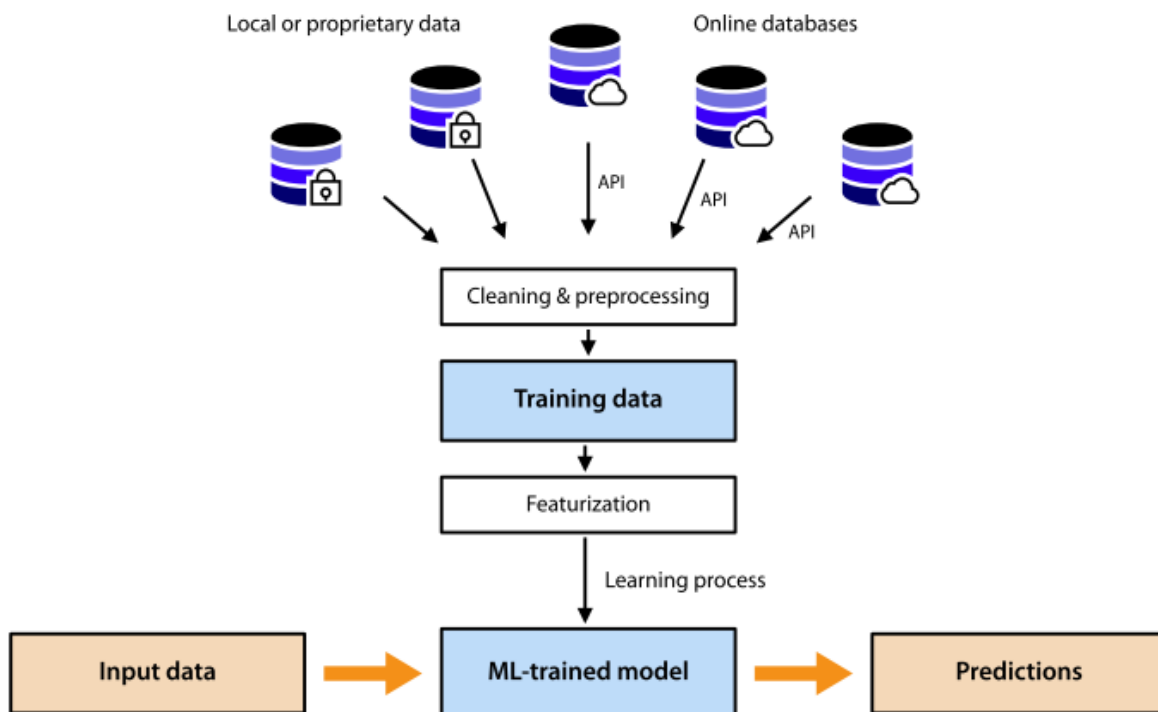 Local or proprietary data
Online databases
API
API
API
Cleaning & preprocessing
Training data
Featurization
Learning process
Input data
ML-trained model
Predictions